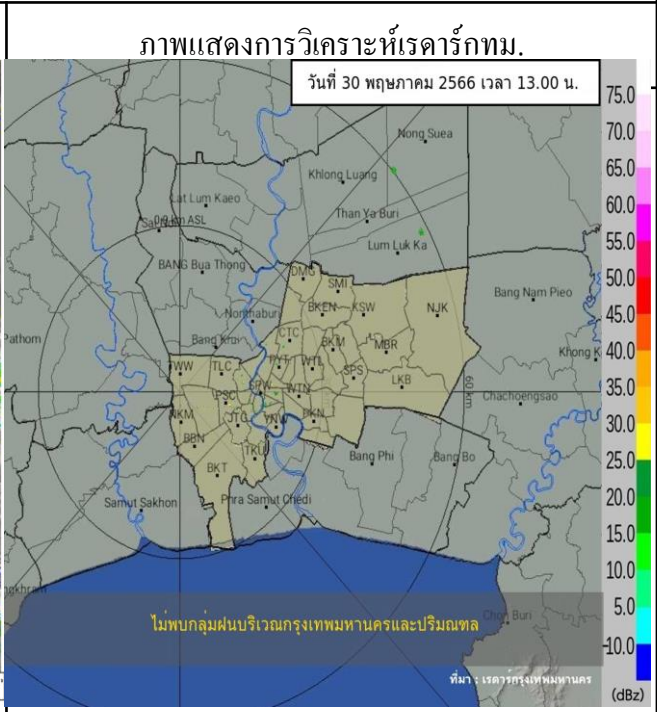 ภาพแสดงการวิเคราะห์เรดาร์กทม.
วันที่ 30 พฤษภาคม 2566 เวลา 13.00 น.
75.0
70.0
65.0
60.0
55.0
50.0
45.0
40.0
35.0
30.0
25.0
20.0
15.0
10.0
5.0
-10.0
(dBz)
Nong Suea
Khlong Luang
Lat Lum Kaeo
Than Ya Buri
km ASL
Lum Luk Ka
BANG Bua Thong
DMG
SMI
Bang Nam Pieo
Nonthaburi
BKEN
KSW
NJK
Bang Krui
CTC
BKM
MBR
TWW
TLC
PYT
WTL
SPS
LKB
60 km
PSC
WTN
Chachoengsao
NKM
JTG
PKN
BBN
TKU
Bang Phi
Bang Bo
BKT
Samut Sakhon
Phra Samut Chedi
ไม่พบกลุ่มฝนบริเวณกรุงเทพมหานครและปริมณฑล
Chon Buri
ที่มา : เรดาร์กรุงเทพมหานคร